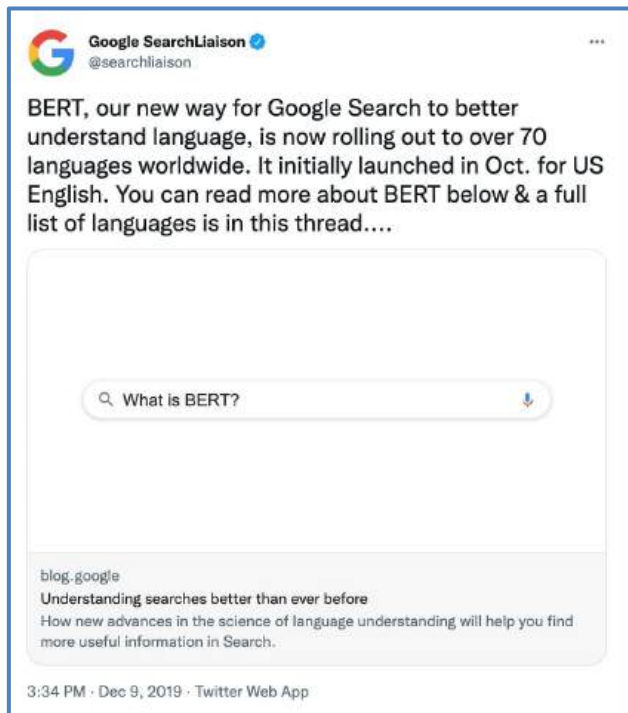 Google SearchLiaison
@searchliaison
BERT, our new way for Google Search to better
understand language, is now rolling out to over 70
languages worldwide. It initially launched in Oct. for US
English. You can read more about BERT below & a full
list of languages is in this thread....
What is BERT?
blog.google
Understanding searches better than ever before
How new advances in the science of language understanding will help you find
more useful information in Search.
3:34 PM · Dec 9, 2019 · Twitter Web App